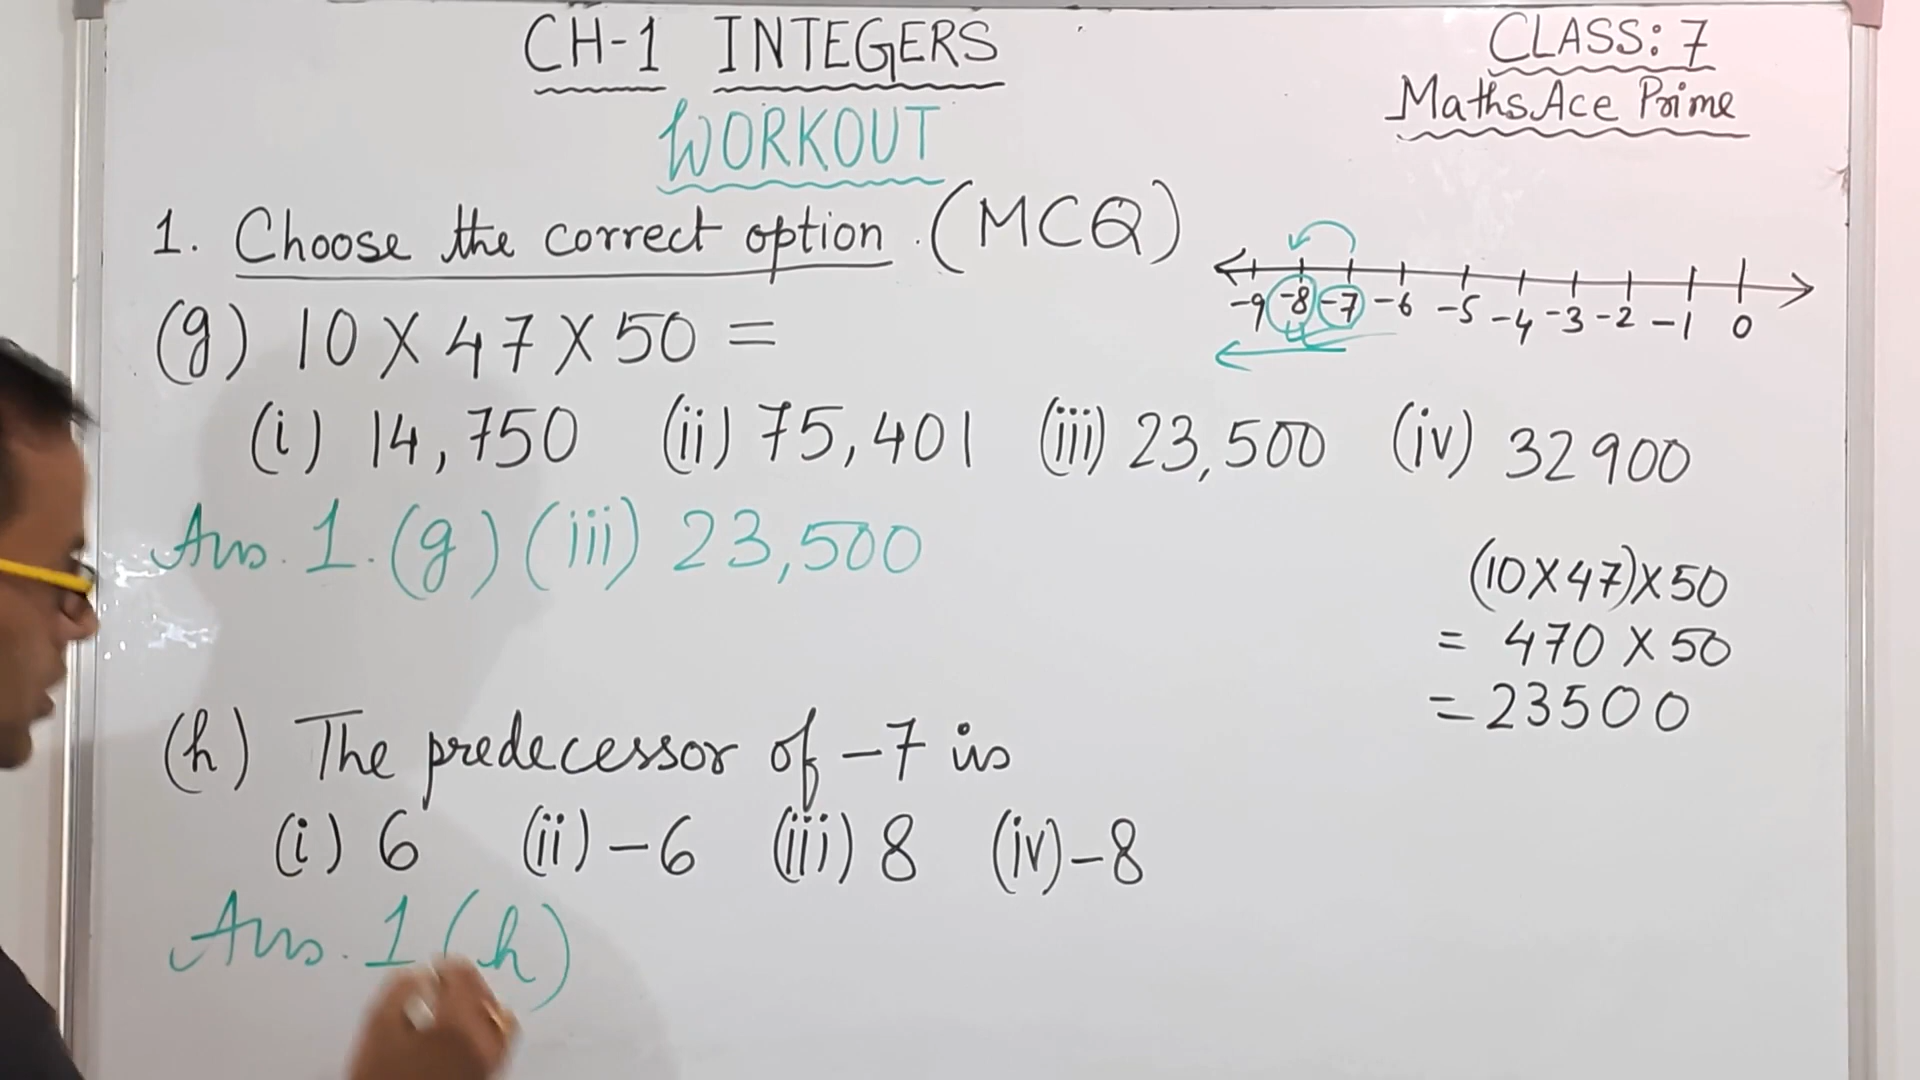 CH-1 INTEGERS
CLASS: 7
Maths Ace Prime
WORKOUT
1. Choose the correct option. (MCQ)
-9 -8 -7 -6 -5 -4 -3 -2 -1 0
(g) 10 X 47 X 50 =
(i) 14,750 (ii) 75,401 (iii) 23,500 (iv) 32900
Ans. 1. (g) (iii) 23,500
(10X47)X50
= 470 X 50
= 23500
(h) The predecessor of -7 is
(i) 6 (ii) -6 (iii) 8 (iv) -8
Ans. 1 (h)